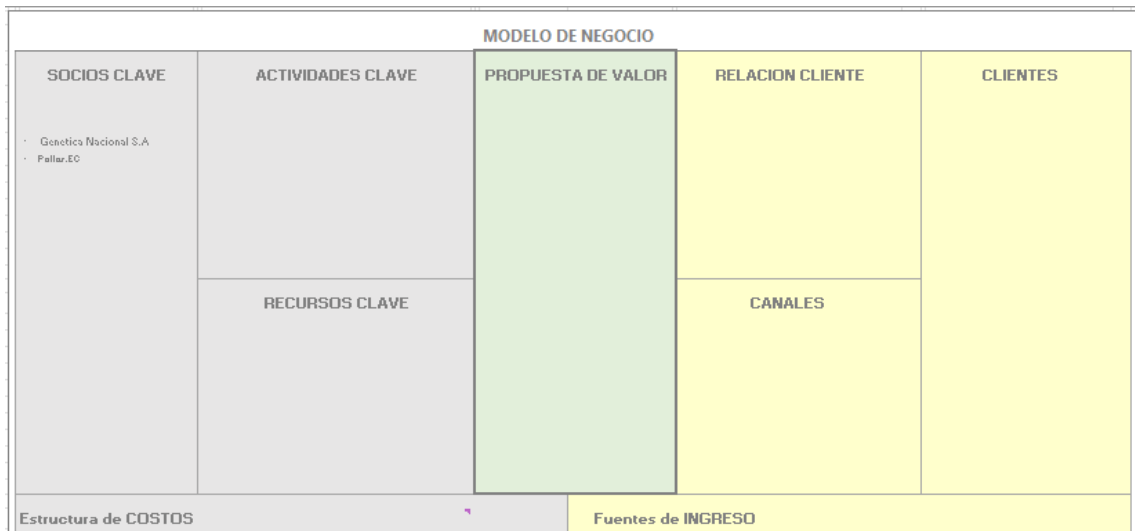 MODELO DE NEGOCIO
SOCIOS CLAVE
· Genetica Nacional S.A
· Pallar.EC
ACTIVIDADES CLAVE
RECURSOS CLAVE
PROPUESTA DE VALOR
RELACION CLIENTE
CANALES
CLIENTES
Estructura de COSTOS
Fuentes de INGRESO